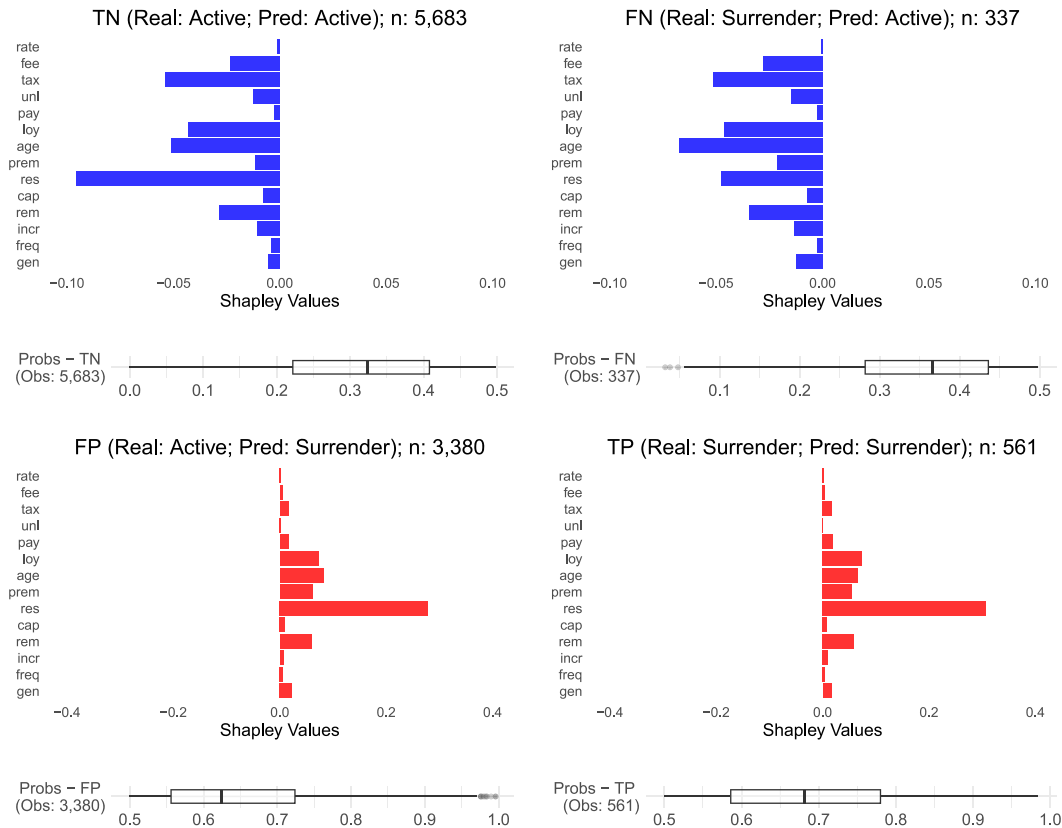 TN (Real: Active; Pred: Active); n: 5,683
rate
fee
tax
unl
pay
loy
age
prem
res
cap
rem
incr
freq
gen
−0.10 −0.05 0.00 0.05 0.10
Shapley Values
Probs − TN
(Obs: 5,683)
0.0 0.1 0.2 0.3 0.4 0.5
FN (Real: Surrender; Pred: Active); n: 337
rate
fee
tax
unl
pay
loy
age
prem
res
cap
rem
incr
freq
gen
−0.10 −0.05 0.00 0.05 0.10
Shapley Values
Probs − FN
(Obs: 337)
0.1 0.2 0.3 0.4 0.5
FP (Real: Active; Pred: Surrender); n: 3,380
rate
fee
tax
unl
pay
loy
age
prem
res
cap
rem
incr
freq
gen
−0.4 −0.2 0.0 0.2 0.4
Shapley Values
Probs − FP
(Obs: 3,380)
0.5 0.6 0.7 0.8 0.9 1.0
TP (Real: Surrender; Pred: Surrender); n: 561
rate
fee
tax
unl
pay
loy
age
prem
res
cap
rem
incr
freq
gen
−0.4 −0.2 0.0 0.2 0.4
Shapley Values
Probs − TP
(Obs: 561)
0.5 0.6 0.7 0.8 0.9 1.0